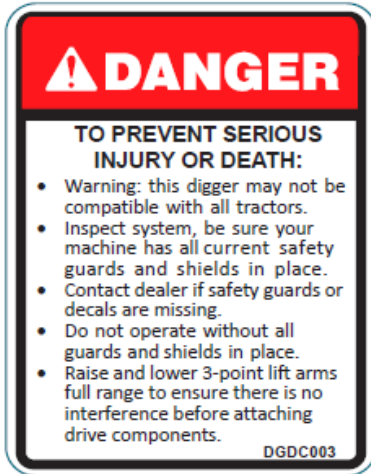 DANGER
TO PREVENT SERIOUS
INJURY OR DEATH:
• Warning: this digger may not be
compatible with all tractors.
• Inspect system, be sure your
machine has all current safety
guards and shields in place.
• Contact dealer if safety guards or
decals are missing.
• Do not operate without all
guards and shields in place.
• Raise and lower 3-point lift arms
full range to ensure there is no
interference before attaching
drive components.
DGDC003